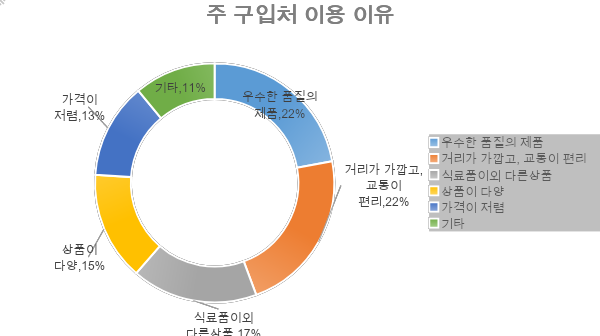 주 구입처 이용 이유
기타,11%
우수한 품질의
제품,22%
가격이
저렴,13%
거리가 가깝고,
교통이
편리,22%
상품이
다양,15%
식료품이외
다른상품,17%
우수한 품질의 제품
거리가 가깝고, 교통이 편리
식료품이외 다른상품
상품이 다양
가격이 저렴
기타